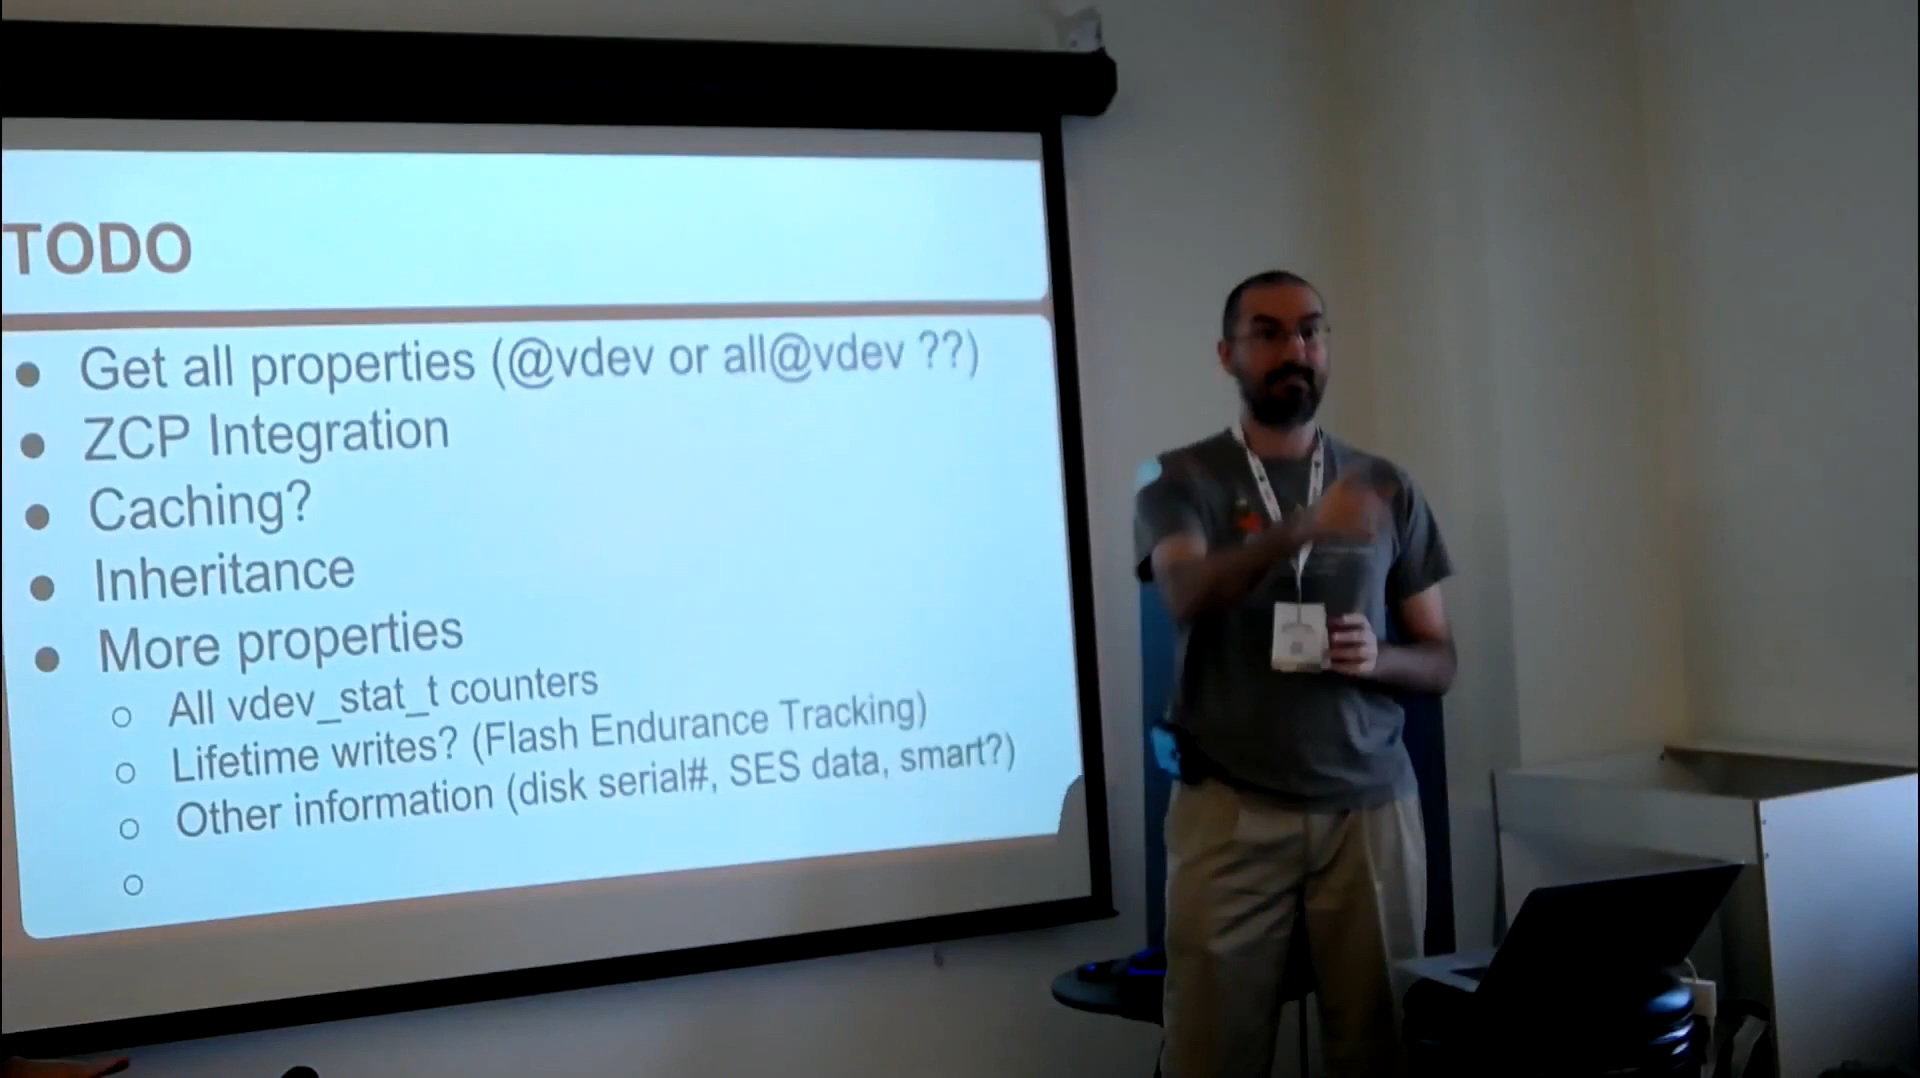 TODO
Get all properties (@vdev or all@vdev ??)
ZCP Integration
Caching?
Inheritance
More properties
All vdev_stat_t counters
Lifetime writes? (Flash Endurance Tracking)
Other information (disk serial#, SES data, smart?)